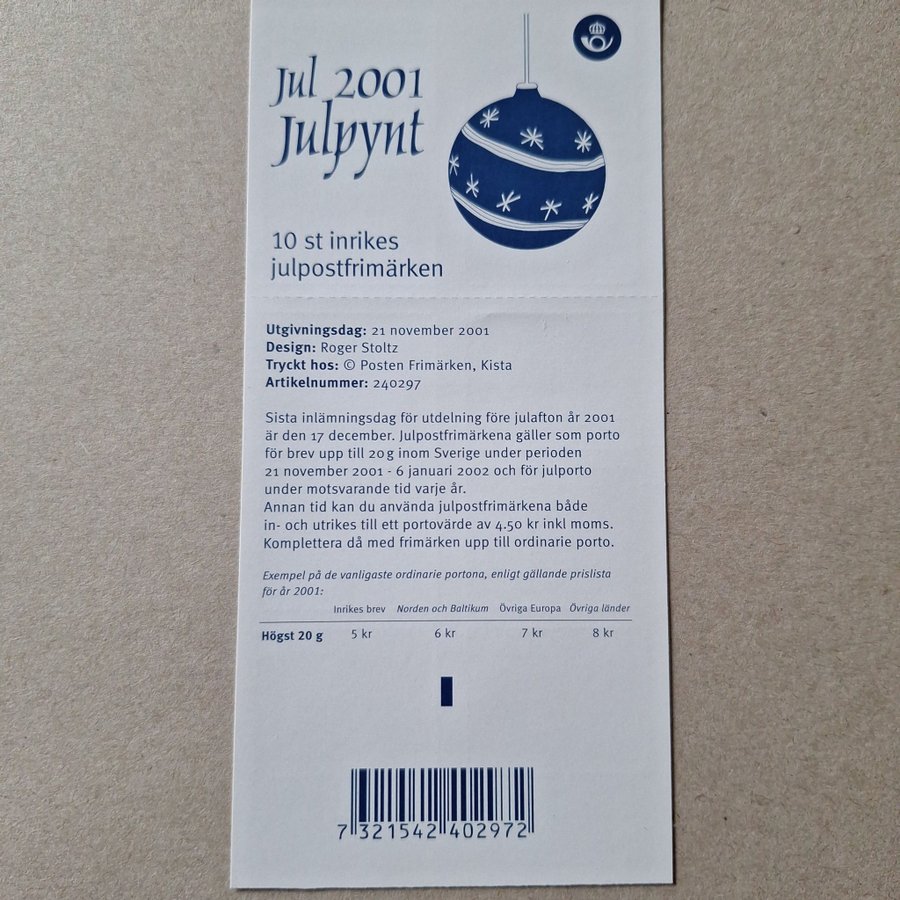 Jul 2001
Julpynt
10 st inrikes
julpostfrimärken
Utgivningsdag: 21 november 2001
Design: Roger Stoltz
Tryckt hos: © Posten Frimärken, Kista
Artikelnummer: 240297
Sista inlämningsdag för utdelning före julafton år 2001
är den 17 december. Julpostfrimärkena gäller som porto
för brev upp till 20 g inom Sverige under perioden
21 november 2001 - 6 januari 2002 och för julporto
under motsvarande tid varje år.
Annan tid kan du använda julpostfrimärkena både
in- och utrikes till ett portovärde av 4.50 kr inkl moms.
Komplettera då med frimärken upp till ordinarie porto.
Exempel på de vanligaste ordinarie portona, enligt gällande prislista
för år 2001:
Inrikes brev Norden och Baltikum Övriga Europa Övriga länder
Högst 20 g 5 kr 6 kr 7 kr 8 kr
7 321542 402972